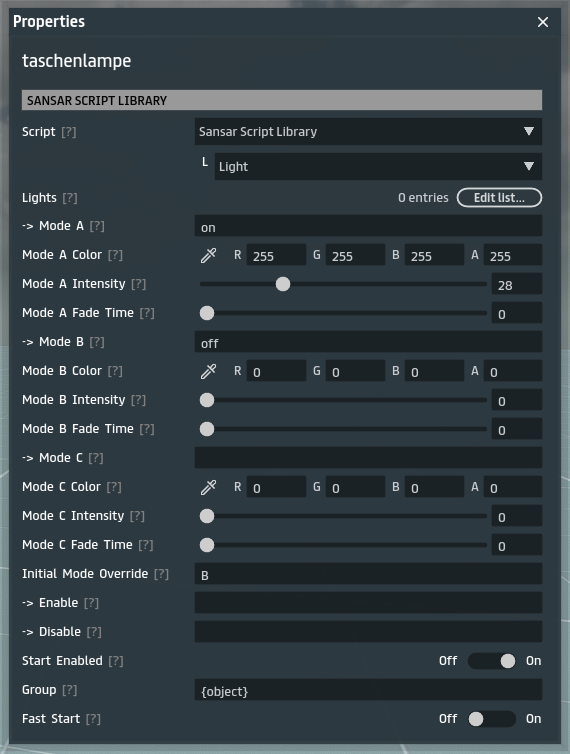 Properties
taschenlampe
SANSAR SCRIPT LIBRARY
Script [?] Sansar Script Library
Light
Lights [?] 0 entries Edit list...
-> Mode A [?] on
Mode A Color [?] R 255 G 255 B 255 A 255
Mode A Intensity [?] 28
Mode A Fade Time [?] 0
-> Mode B [?] off
Mode B Color [?] R 0 G 0 B 0 A 0
Mode B Intensity [?] 0
Mode B Fade Time [?] 0
-> Mode C [?]
Mode C Color [?] R 0 G 0 B 0 A 0
Mode C Intensity [?] 0
Mode C Fade Time [?] 0
Initial Mode Override [?] B
-> Enable [?]
-> Disable [?]
Start Enabled [?] Off On
Group [?] {object}
Fast Start [?] Off On